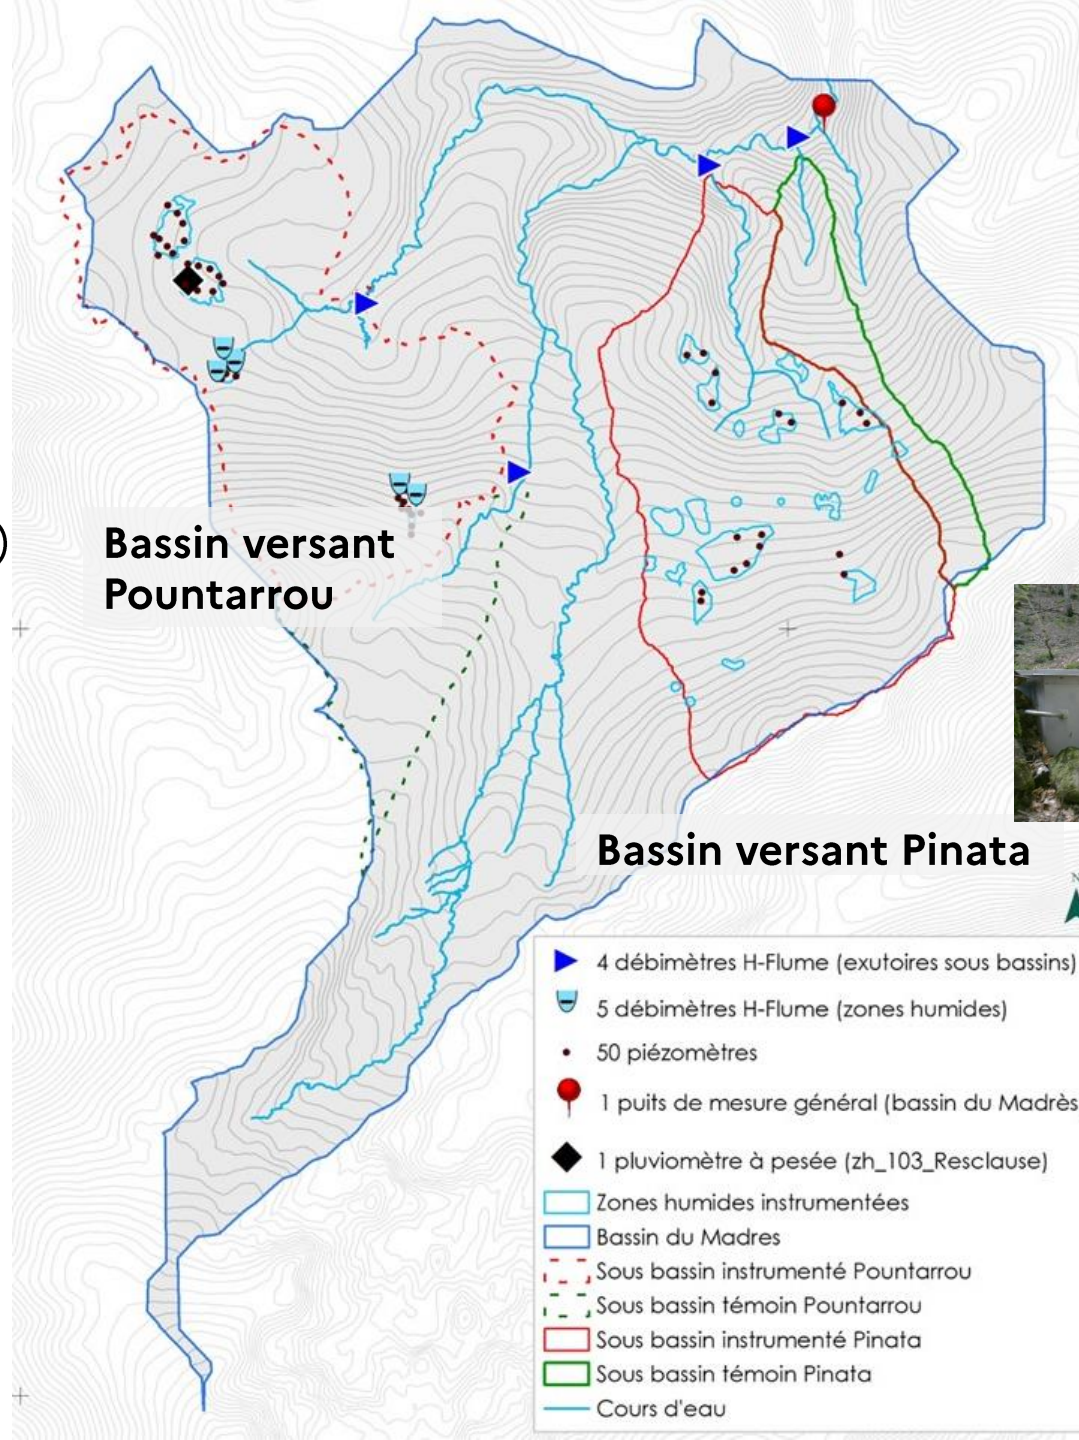 )
Bassin versant
Pountarrou
Bassin versant Pinata
N
4 débimètres H-Flume (exutoires sous bassins)
5 débimètres H-Flume (zones humides)
50 piézomètres
1 puits de mesure général (bassin du Madrès
1 pluviomètre à pesée (zh_103_Resclause)
Zones humides instrumentées
Bassin du Madres
Sous bassin instrumenté Pountarrou
Sous bassin témoin Pountarrou
Sous bassin instrumenté Pinata
Sous bassin témoin Pinata
Cours d'eau